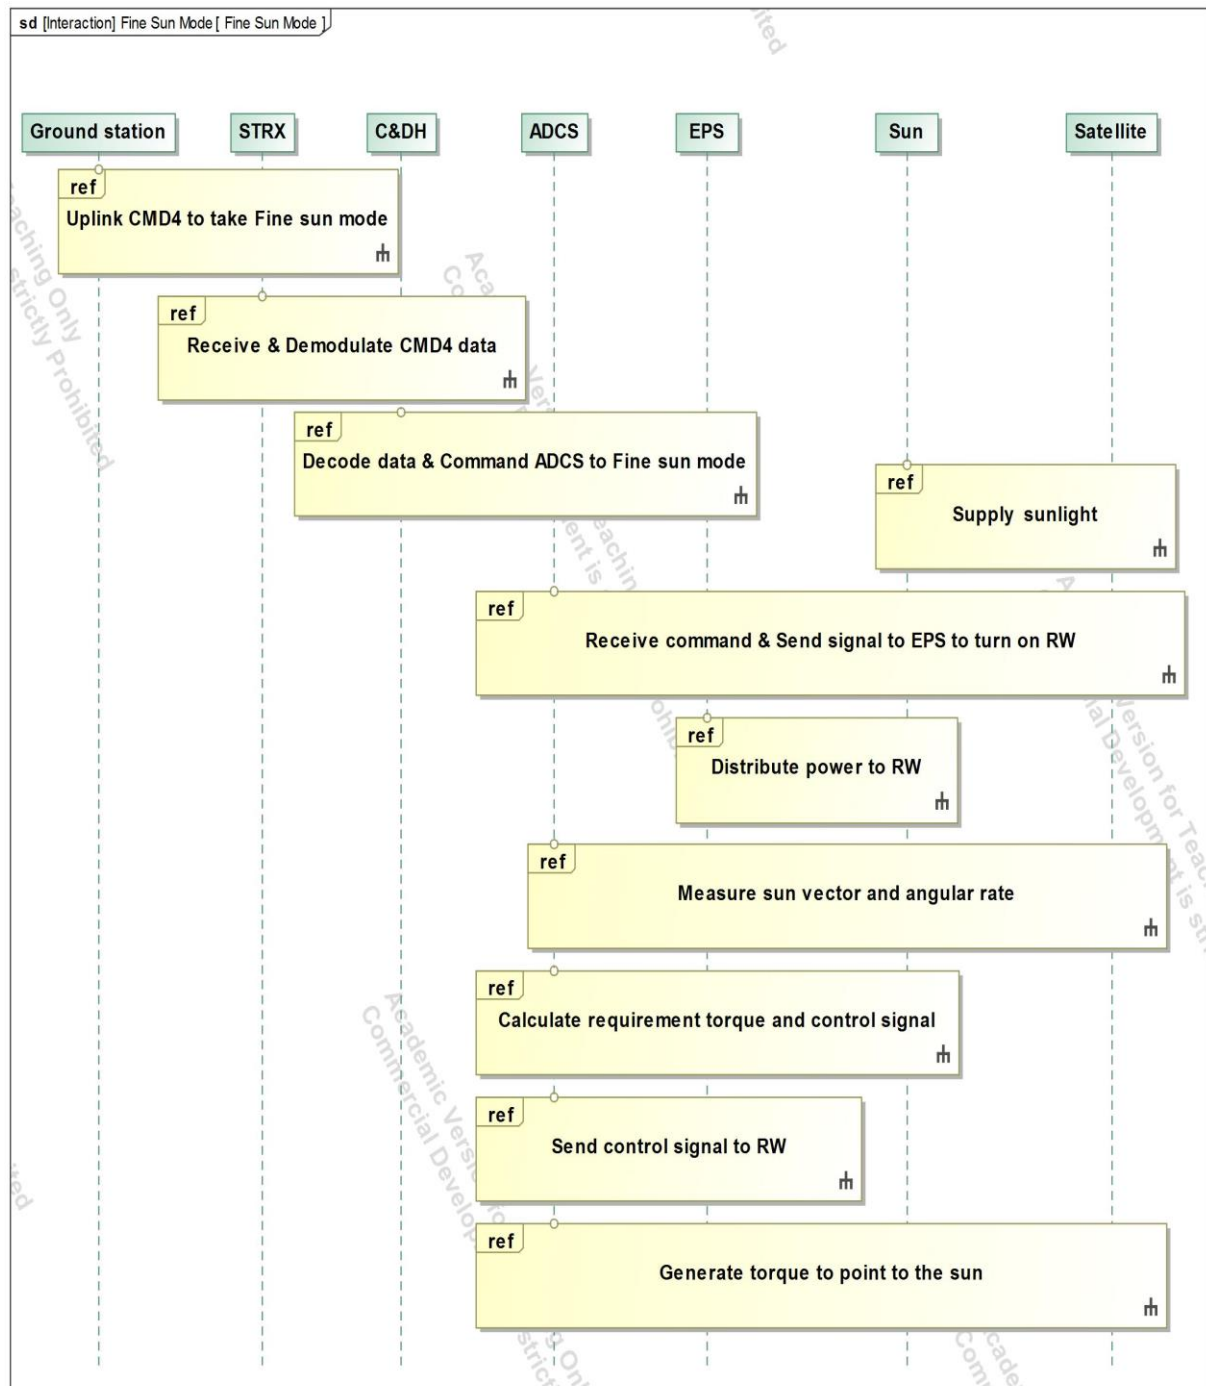 sd [Interaction] Fine Sun Mode [ Fine Sun Mode ]
Ground station
STRX
C&DH
ADCS
EPS
Sun
Satellite
ref
Uplink CMD4 to take Fine sun mode
ref
Receive & Demodulate CMD4 data
ref
Decode data & Command ADCS to Fine sun mode
ref
Supply sunlight
ref
Receive command & Send signal to EPS to turn on RW
ref
Distribute power to RW
ref
Measure sun vector and angular rate
ref
Calculate requirement torque and control signal
ref
Send control signal to RW
ref
Generate torque to point to the sun